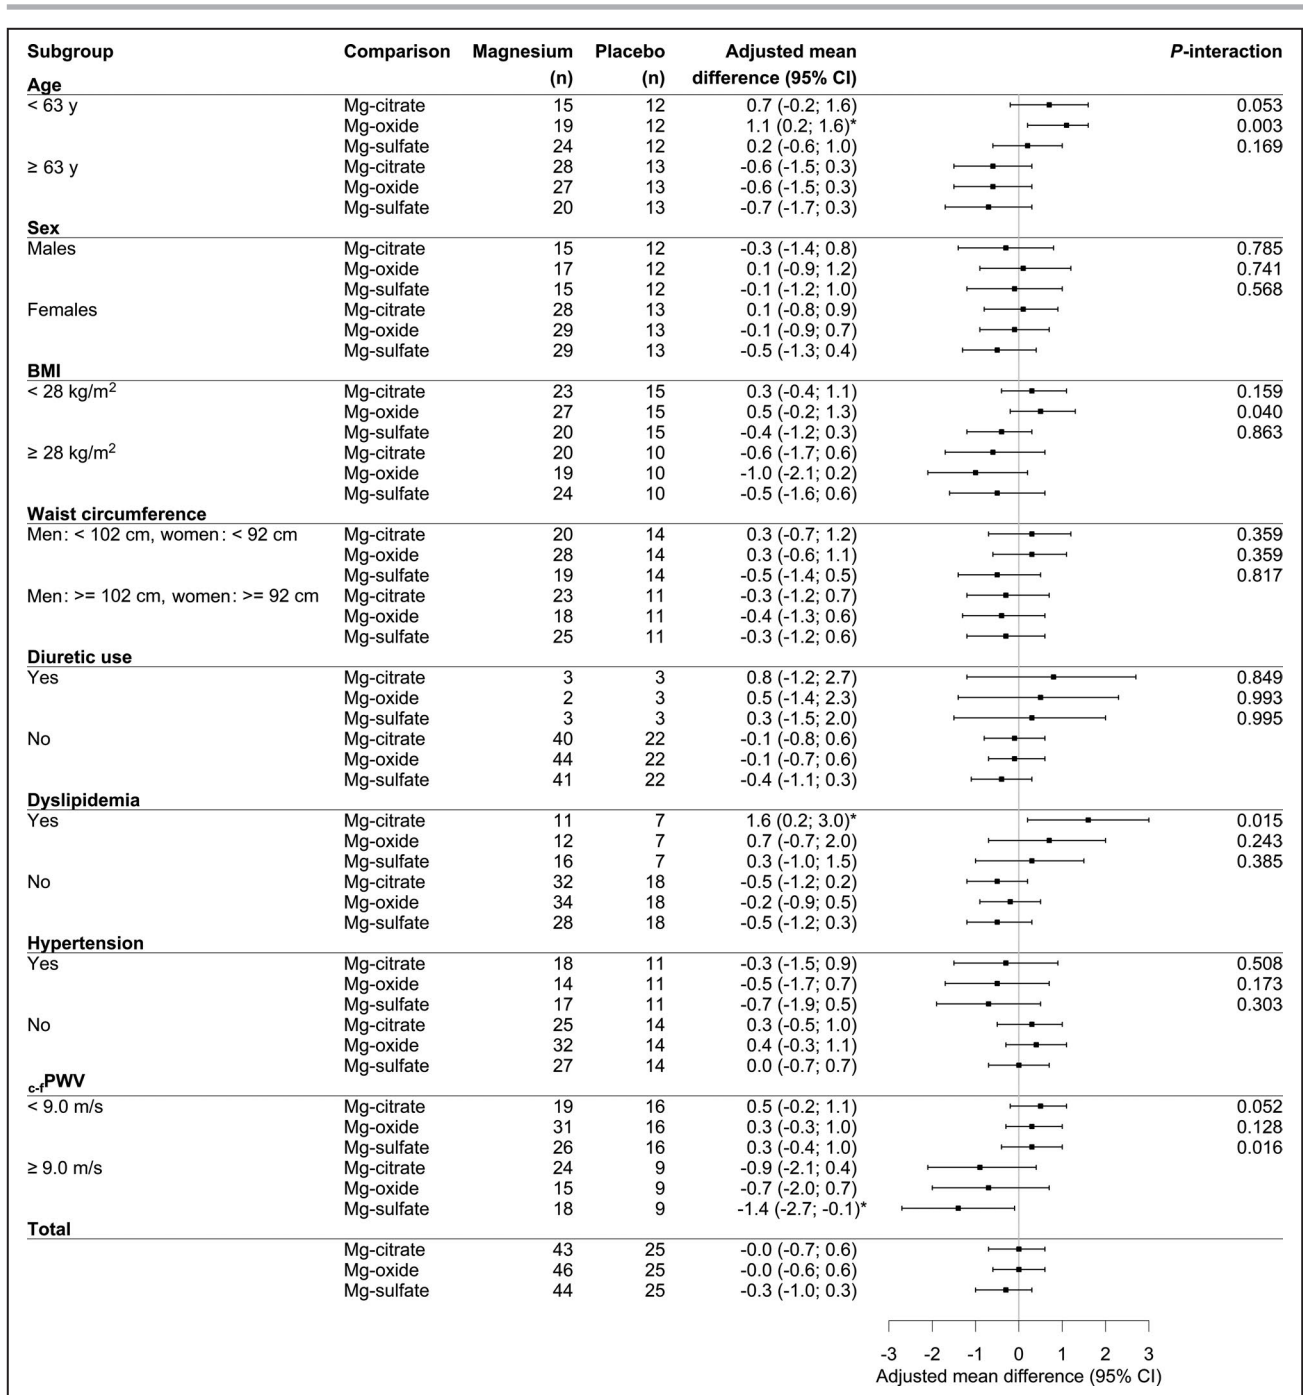 Subgroup Comparison Magnesium Placebo Adjusted mean P-interaction
(n) (n) difference (95% CI)
Age
< 63 y Mg-citrate 15 12 0.7 (-0.2; 1.6) 0.053
Mg-oxide 19 12 1.1 (0.2; 1.6)* 0.003
Mg-sulfate 24 12 0.2 (-0.6; 1.0) 0.169
≥ 63 y Mg-citrate 28 13 -0.6 (-1.5; 0.3)
Mg-oxide 27 13 -0.6 (-1.5; 0.3)
Mg-sulfate 20 13 -0.7 (-1.7; 0.3)
Sex
Males Mg-citrate 15 12 -0.3 (-1.4; 0.8) 0.785
Mg-oxide 17 12 0.1 (-0.9; 1.2) 0.741
Mg-sulfate 15 12 -0.1 (-1.2; 1.0) 0.568
Females Mg-citrate 28 13 0.1 (-0.8; 0.9)
Mg-oxide 29 13 -0.1 (-0.9; 0.7)
Mg-sulfate 29 13 -0.5 (-1.3; 0.4)
BMI
< 28 kg/m² Mg-citrate 23 15 0.3 (-0.4; 1.1) 0.159
Mg-oxide 27 15 0.5 (-0.2; 1.3) 0.040
Mg-sulfate 20 15 -0.4 (-1.2; 0.3) 0.863
≥ 28 kg/m² Mg-citrate 20 10 -0.6 (-1.7; 0.6)
Mg-oxide 19 10 -1.0 (-2.1; 0.2)
Mg-sulfate 24 10 -0.5 (-1.6; 0.6)
Waist circumference
Men: < 102 cm, women: < 92 cm Mg-citrate 20 14 0.3 (-0.7; 1.2) 0.359
Mg-oxide 28 14 0.3 (-0.6; 1.1) 0.359
Mg-sulfate 19 14 -0.5 (-1.4; 0.5) 0.817
Men: >= 102 cm, women: >= 92 cm Mg-citrate 23 11 -0.3 (-1.2; 0.7)
Mg-oxide 18 11 -0.4 (-1.3; 0.6)
Mg-sulfate 25 11 -0.3 (-1.2; 0.6)
Diuretic use
Yes Mg-citrate 3 3 0.8 (-1.2; 2.7) 0.849
Mg-oxide 2 3 0.5 (-1.4; 2.3) 0.993
Mg-sulfate 3 3 0.3 (-1.5; 2.0) 0.995
No Mg-citrate 40 22 -0.1 (-0.8; 0.6)
Mg-oxide 44 22 -0.1 (-0.7; 0.6)
Mg-sulfate 41 22 -0.4 (-1.1; 0.3)
Dyslipidemia
Yes Mg-citrate 11 7 1.6 (0.2; 3.0)* 0.015
Mg-oxide 12 7 0.7 (-0.7; 2.0) 0.243
Mg-sulfate 16 7 0.3 (-1.0; 1.5) 0.385
No Mg-citrate 32 18 -0.5 (-1.2; 0.2)
Mg-oxide 34 18 -0.2 (-0.9; 0.5)
Mg-sulfate 28 18 -0.5 (-1.2; 0.3)
Hypertension
Yes Mg-citrate 18 11 -0.3 (-1.5; 0.9) 0.508
Mg-oxide 14 11 -0.5 (-1.7; 0.7) 0.173
Mg-sulfate 17 11 -0.7 (-1.9; 0.5) 0.303
No Mg-citrate 25 14 0.3 (-0.5; 1.0)
Mg-oxide 32 14 0.4 (-0.3; 1.1)
Mg-sulfate 27 14 0.0 (-0.7; 0.7)
c-fPWV
< 9.0 m/s Mg-citrate 19 16 0.5 (-0.2; 1.1) 0.052
Mg-oxide 31 16 0.3 (-0.3; 1.0) 0.128
Mg-sulfate 26 16 0.3 (-0.4; 1.0) 0.016
≥ 9.0 m/s Mg-citrate 24 9 -0.9 (-2.1; 0.4)
Mg-oxide 15 9 -0.7 (-2.0; 0.7)
Mg-sulfate 18 9 -1.4 (-2.7; -0.1)*
Total
Mg-citrate 43 25 -0.0 (-0.7; 0.6)
Mg-oxide 46 25 -0.0 (-0.6; 0.6)
Mg-sulfate 44 25 -0.3 (-1.0; 0.3)
-3 -2 -1 0 1 2 3
Adjusted mean difference (95% CI)